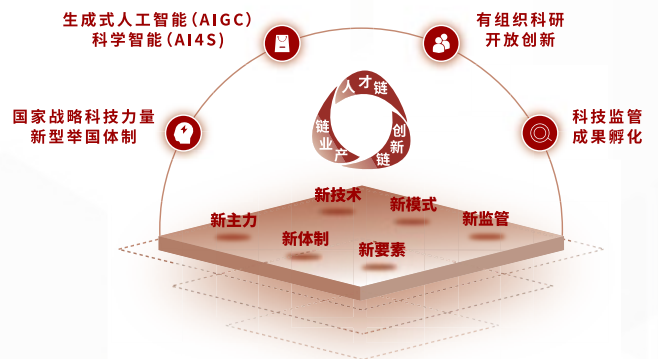 生成式人工智能（AIGC）
科学智能（AI4S）
有组织科研
开放创新
国家战略科技力量
新型举国体制
科技监管
成果孵化
人才链
创新链
产业链
新技术
新模式
新主力
新监管
新体制
新要素